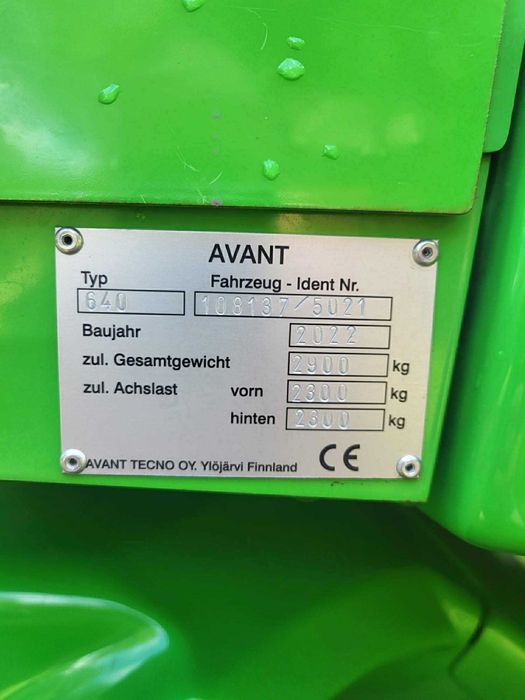 AVANT
Typ Fahrzeug - Ident Nr.
640 108137/5021
Baujahr 2022
zul. Gesamtgewicht 2900 kg
zul. Achslast vorn 2300 kg
hinten 2300 kg
AVANT TECNO OY. Ylöjärvi Finnland CE